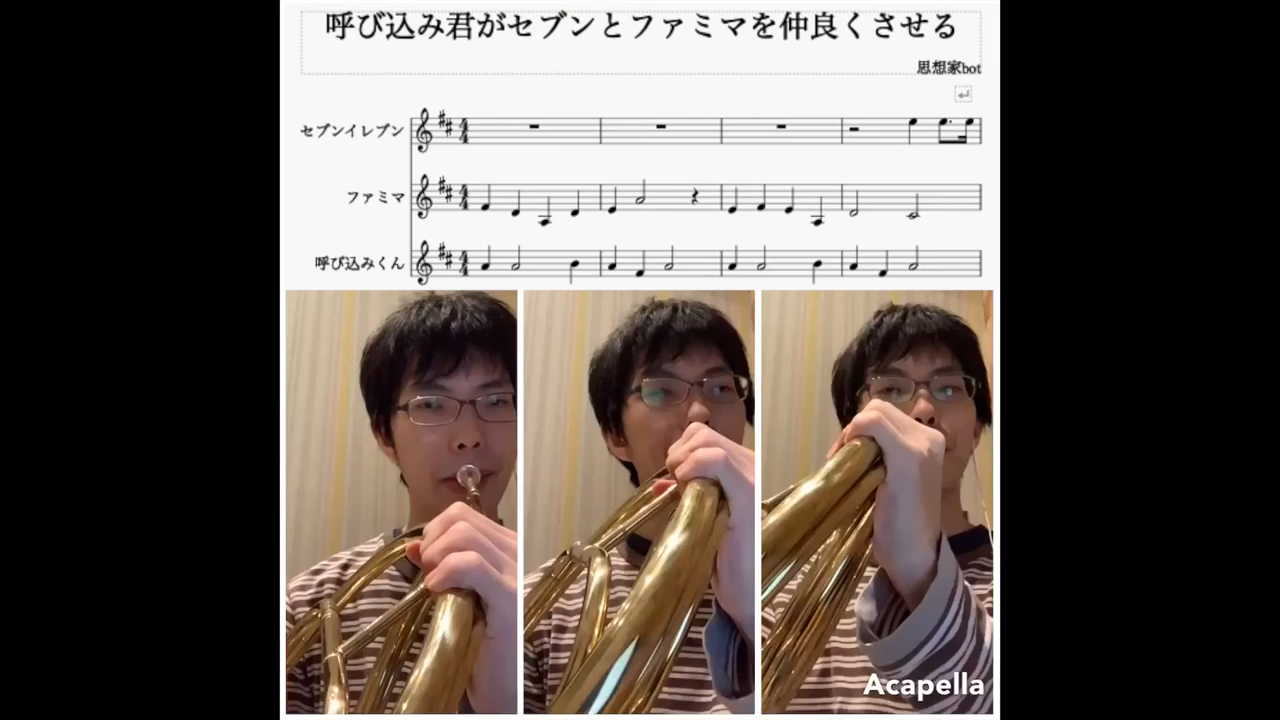 呼び込み君がセブンとファミマを仲良くさせる
思想家bot
セブンイレブン
ファミマ
呼び込みくん
Acapella